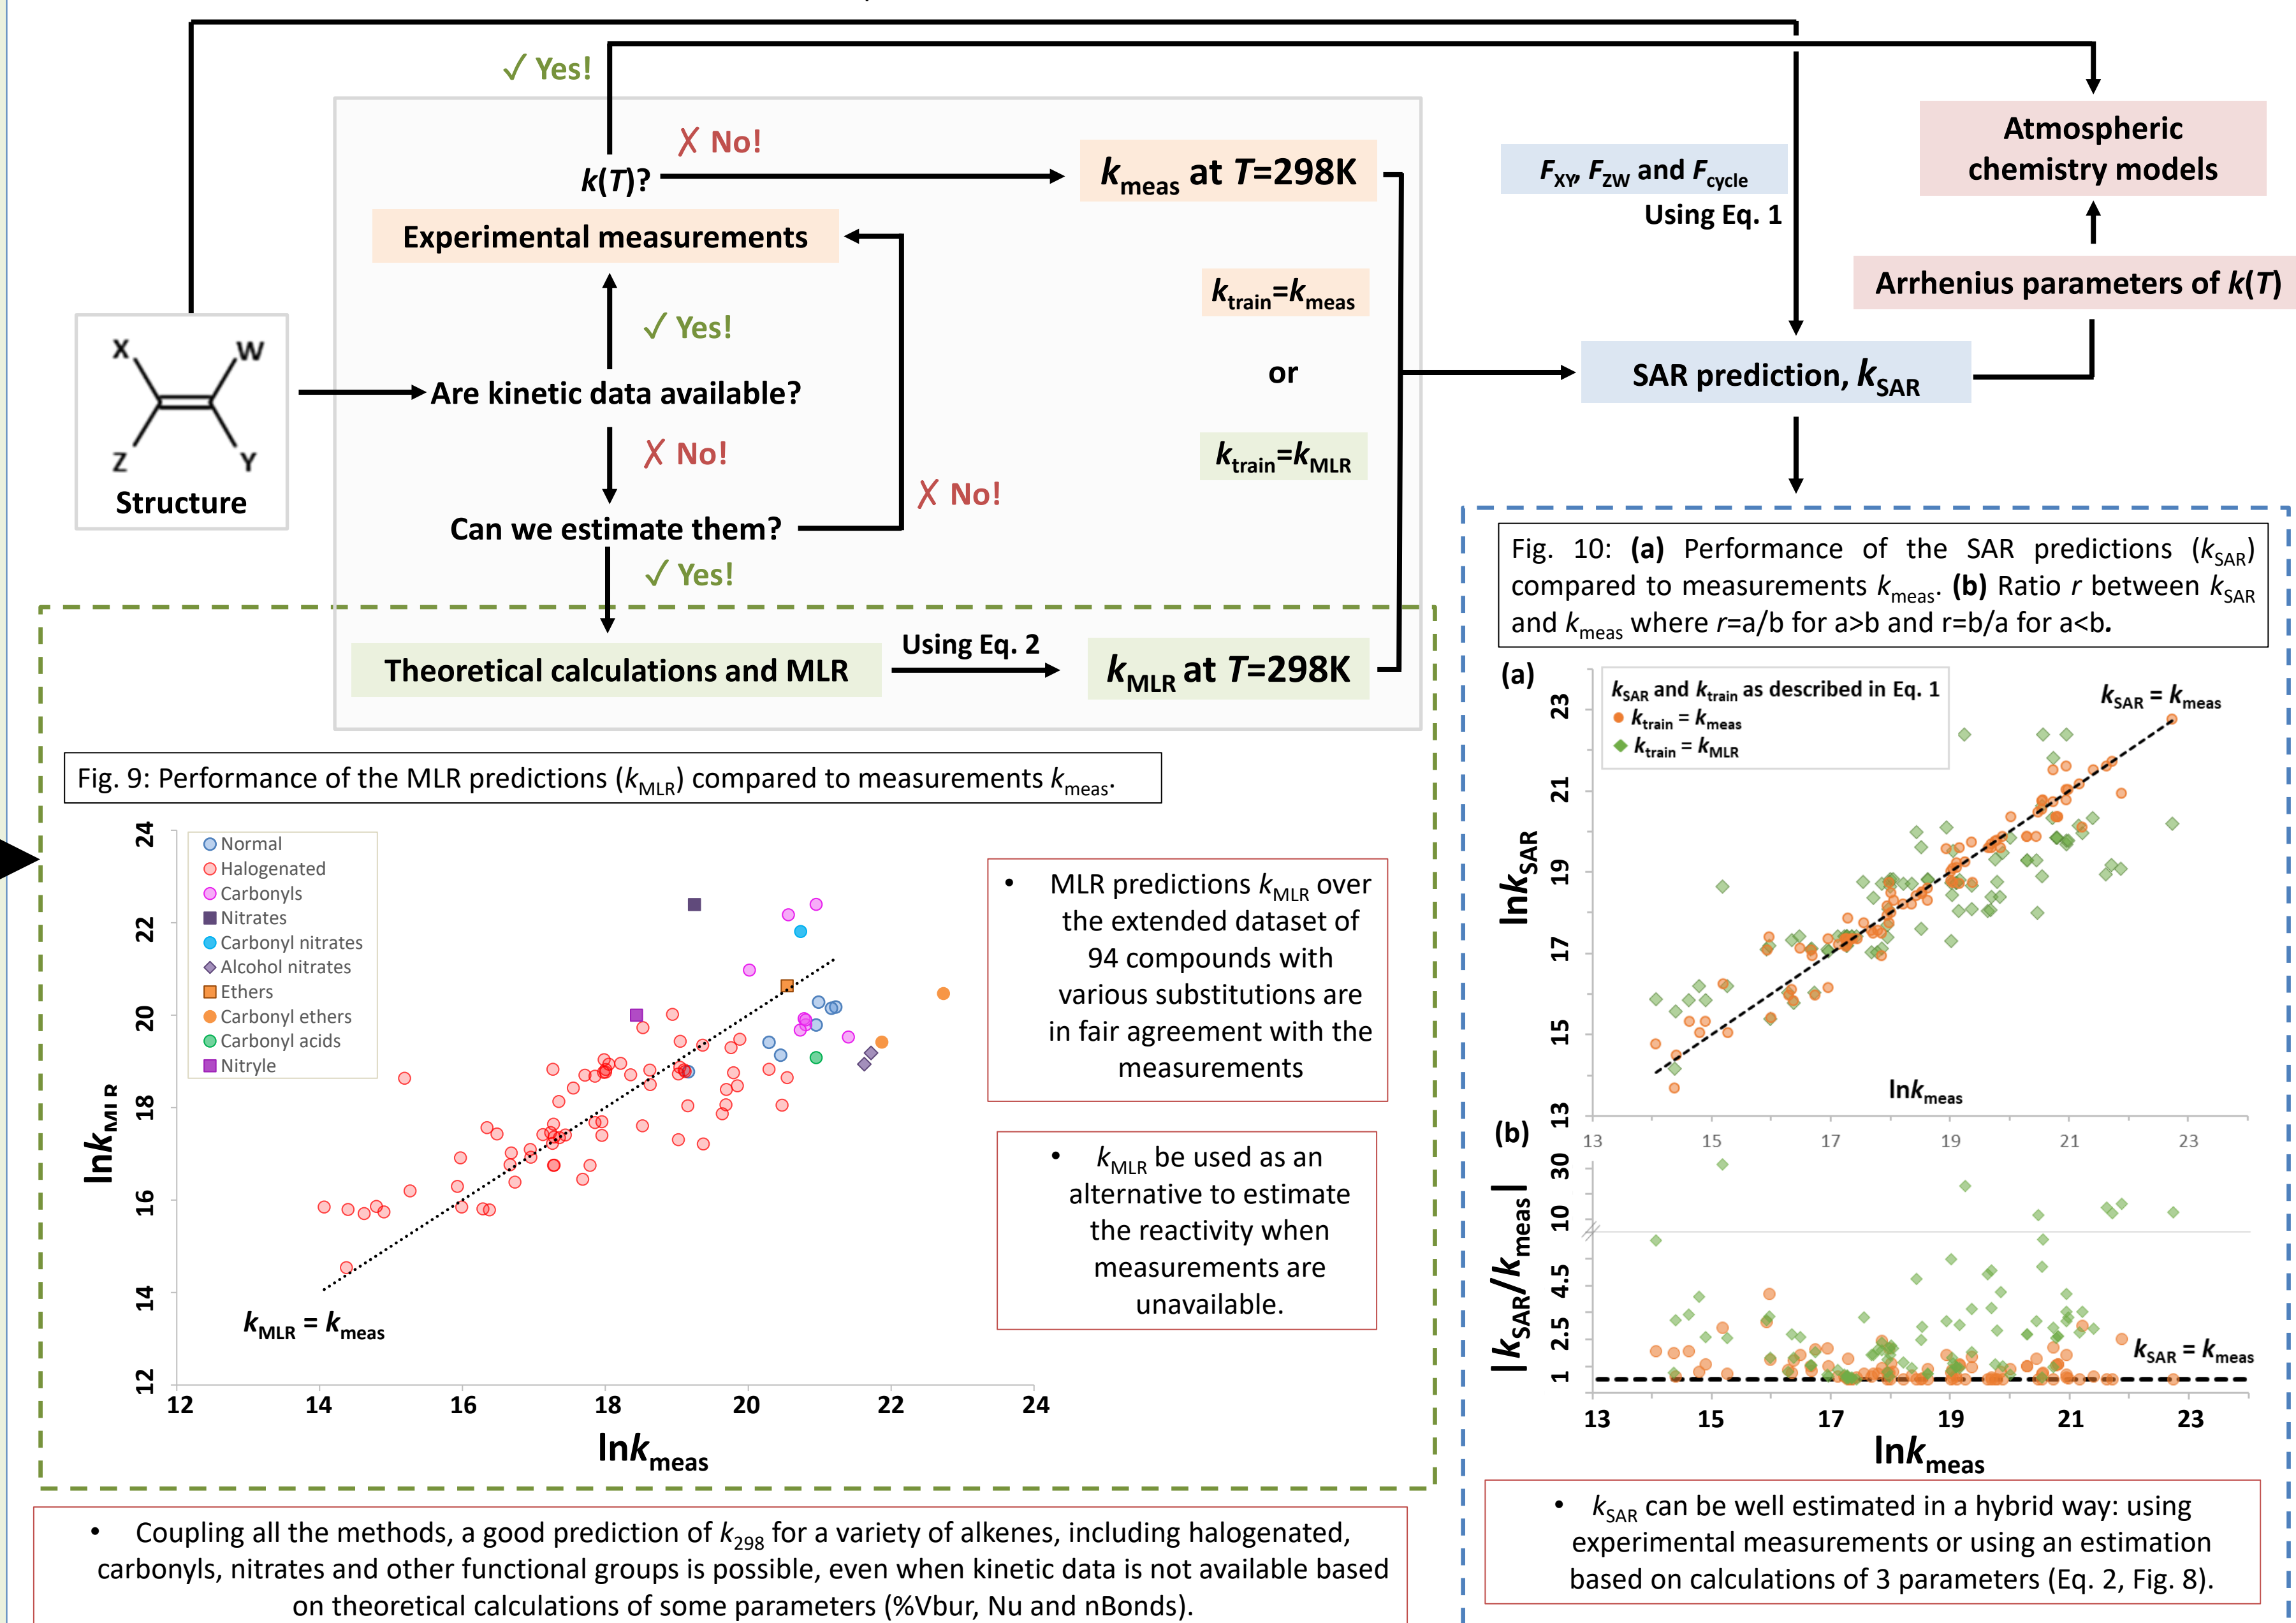 ✓ Yes!
✗ No!
k(T)?
kmeas at T=298K
Experimental measurements
✓ Yes!
Are kinetic data available?
✗ No!
✗ No!
Can we estimate them?
✓ Yes!
Theoretical calculations and MLR
Using Eq. 2
kMLR at T=298K
ktrain=kmeas
or
ktrain=kMLR
X
W
Z
Y
Structure
FXY, FZW and Fcycle
Using Eq. 1
Atmospheric
chemistry models
Arrhenius parameters of k(T)
SAR prediction, kSAR
Fig. 9: Performance of the MLR predictions (kMLR) compared to measurements kmeas.
24
22
20
18
16
14
12
lnkMLR
Normal
Halogenated
Carbonyls
Nitrates
Carbonyl nitrates
Alcohol nitrates
Ethers
Carbonyl ethers
Carbonyl acids
Nitryle
kMLR = kmeas
12 14 16 18 20 22 24
lnkmeas
• MLR predictions kMLR over
the extended dataset of
94 compounds with
various substitutions are
in fair agreement with the
measurements
• kMLR be used as an
alternative to estimate
the reactivity when
measurements are
unavailable.
• Coupling all the methods, a good prediction of k298 for a variety of alkenes, including halogenated,
carbonyls, nitrates and other functional groups is possible, even when kinetic data is not available based
on theoretical calculations of some parameters (%Vbur, Nu and nBonds).
Fig. 10: (a) Performance of the SAR predictions (kSAR)
compared to measurements kmeas. (b) Ratio r between kSAR
and kmeas where r=a/b for a>b and r=b/a for a<b.
(a)
kSAR and ktrain as described in Eq. 1
ktrain = kmeas
ktrain = kMLR
kSAR = kmeas
23
21
19
17
15
13
lnkSAR
lnkmeas
13 15 17 19 21 23
(b)
30
10
4.5
2.5
1
|kSAR/kmeas|
kSAR = kmeas
13 15 17 19 21 23
lnkmeas
• kSAR can be well estimated in a hybrid way: using
experimental measurements or using an estimation
based on calculations of 3 parameters (Eq. 2, Fig. 8).